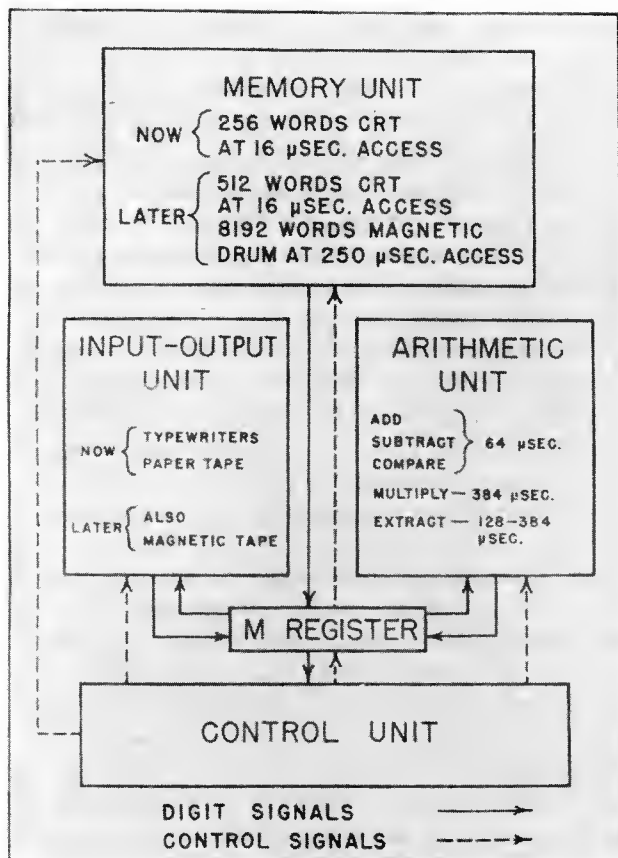 MEMORY UNIT
NOW
256 WORDS CRT
AT 16 µSEC. ACCESS
LATER
512 WORDS CRT
AT 16 µSEC. ACCESS
8192 WORDS MAGNETIC
DRUM AT 250 µSEC. ACCESS
INPUT-OUTPUT
UNIT
NOW
TYPEWRITERS
PAPER TAPE
LATER
ALSO
MAGNETIC TAPE
ARITHMETIC
UNIT
ADD
SUBTRACT
COMPARE
64 µSEC.
MULTIPLY — 384 µSEC.
EXTRACT — 128-384
µSEC.
M REGISTER
CONTROL UNIT
DIGIT SIGNALS
CONTROL SIGNALS